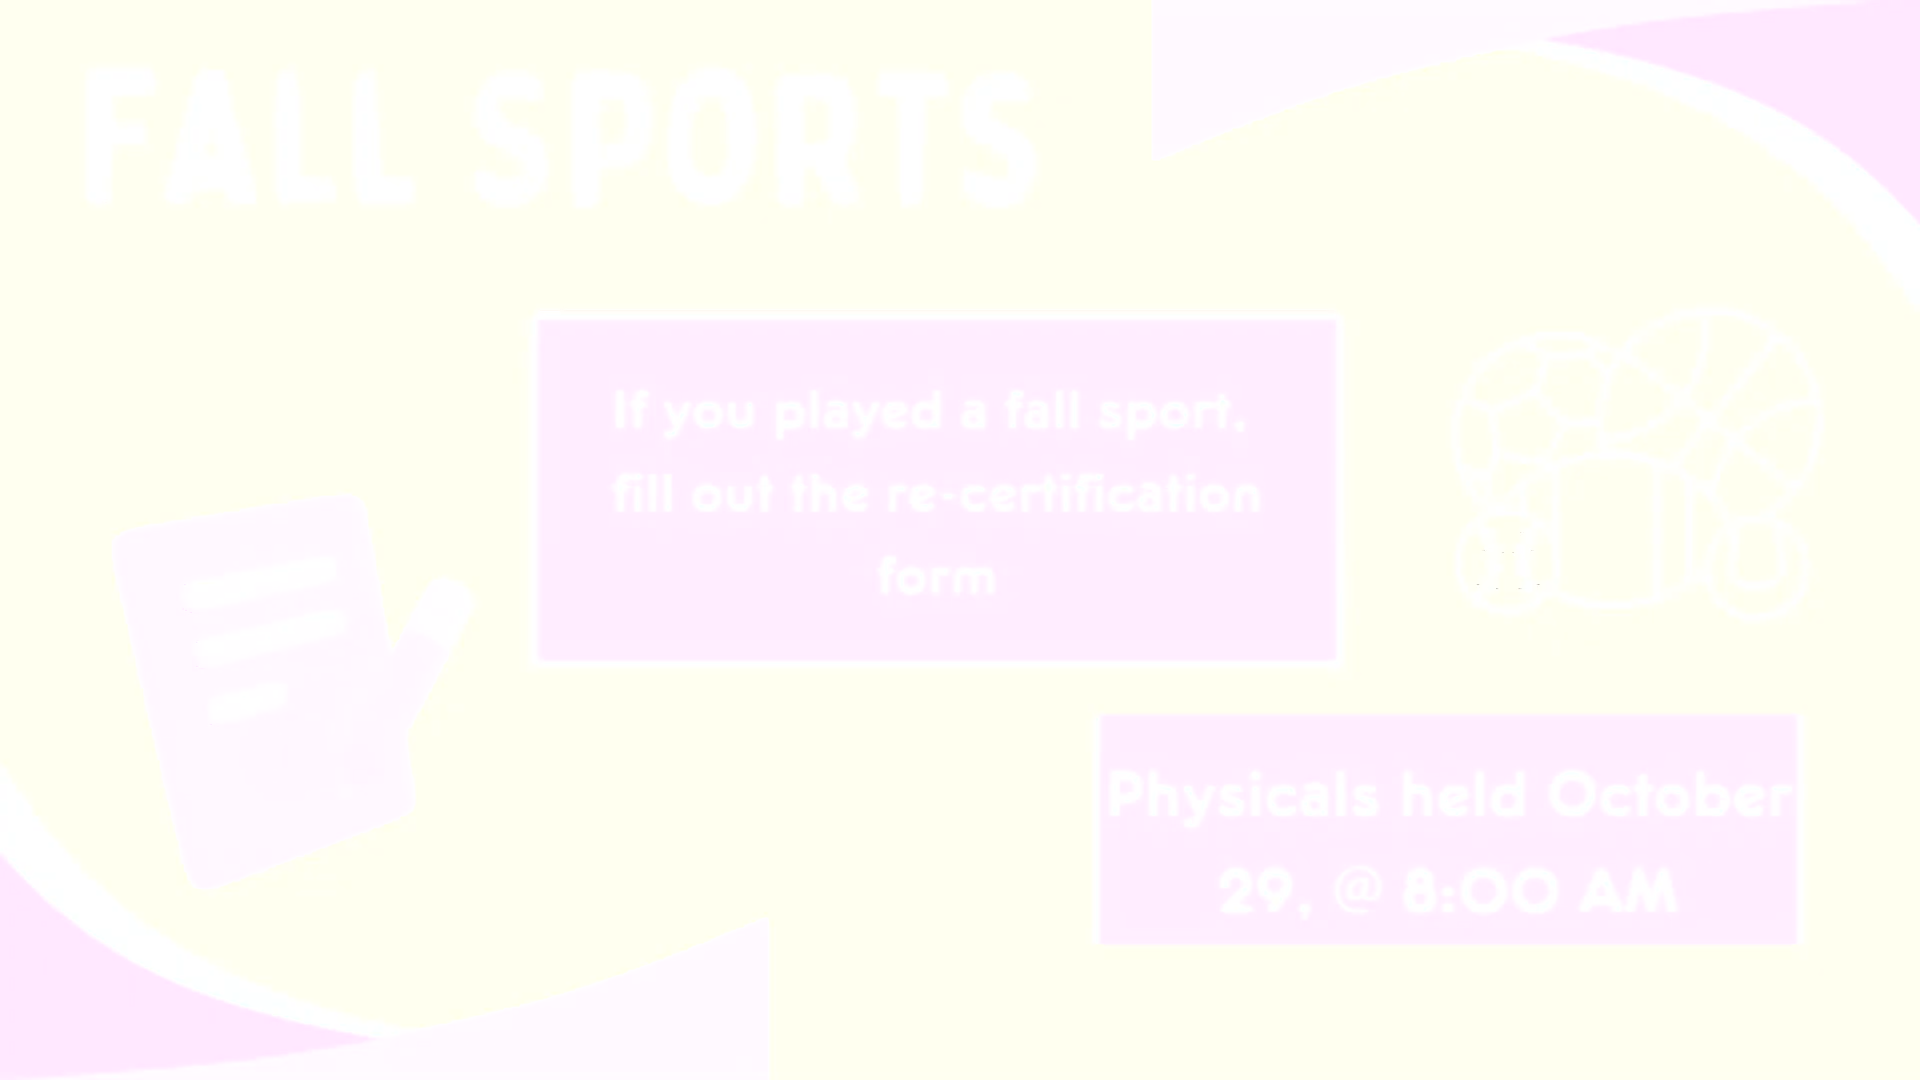 FALL SPORTS
If you played a fall sport,
fill out the re-certification
form
Physicals held October
29, @ 8:00 AM